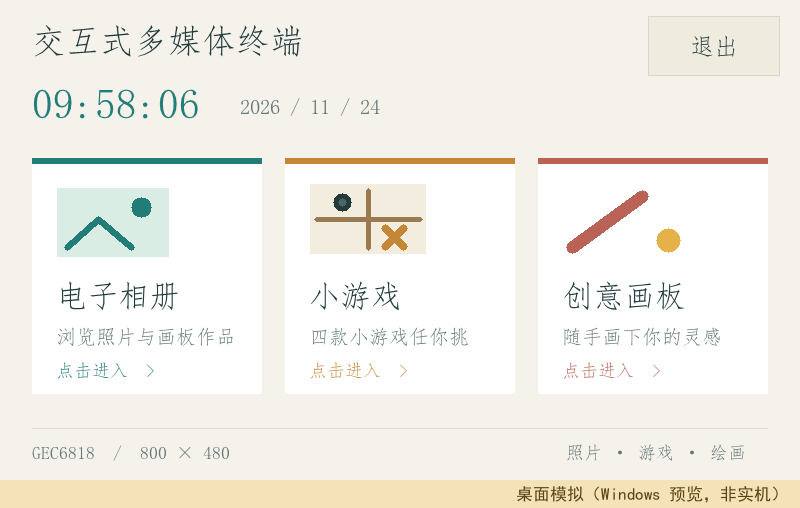 交互式多媒体终端
退出
09:58:06
2026 / 11 / 24
电子相册
浏览照片与画板作品
点击进入 >
小游戏
四款小游戏任你挑
点击进入 >
创意画板
随手画下你的灵感
点击进入 >
GEC6818 / 800 × 480
照片 • 游戏 • 绘画
桌面模拟（Windows 预览，非实机）